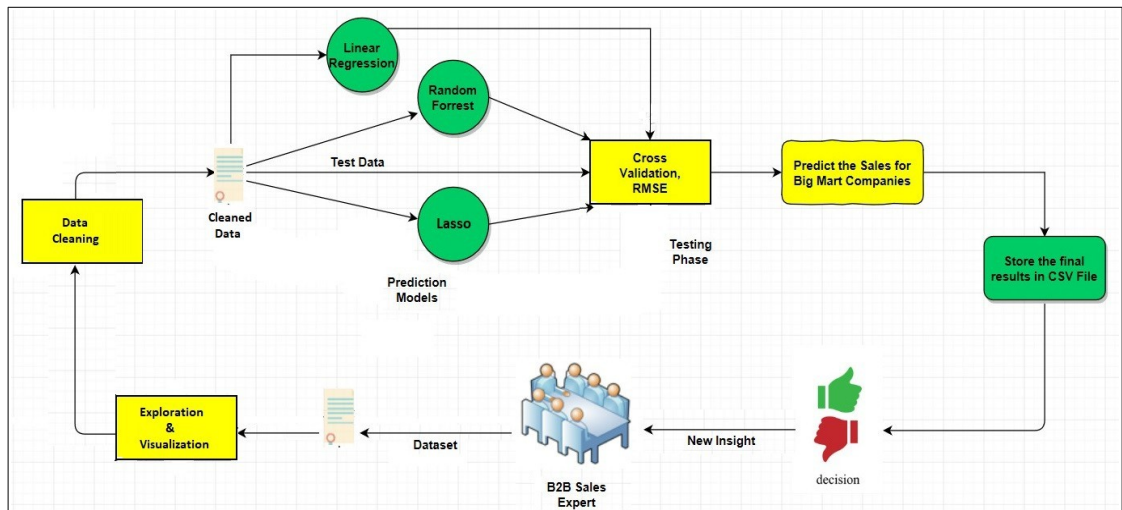 Linear
Regression
Random
Forrest
Test Data
Cross
Validation,
RMSE
Predict the Sales for
Big Mart Companies
Cleaned
Data
Data
Cleaning
Lasso
Testing
Phase
Prediction
Models
Store the final
results in CSV File
Exploration
&
Visualization
Dataset
B2B Sales
Expert
New Insight
decision